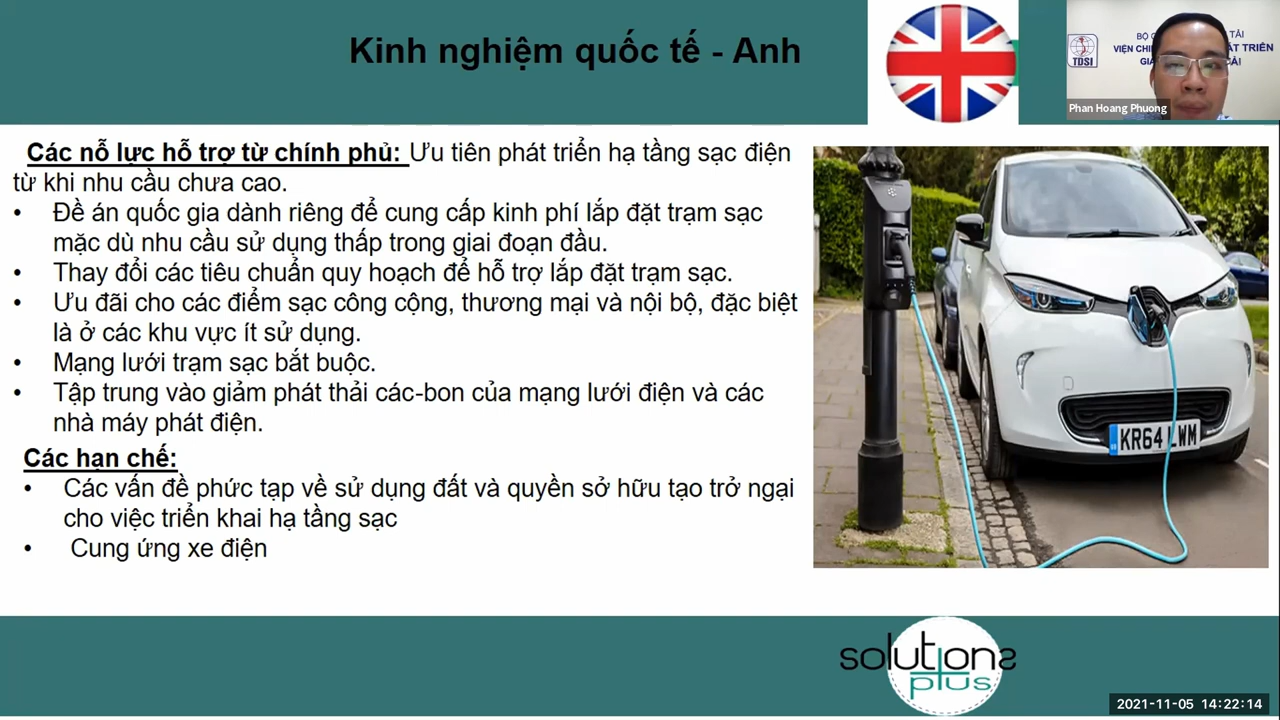 Kinh nghiệm quốc tế - Anh
BỘ G
TẢI
TDSI
Phan Hoang Phuong
Các nỗ lực hỗ trợ từ chính phủ: Ưu tiên phát triển hạ tầng sạc điện
từ khi nhu cầu chưa cao.
• Đề án quốc gia dành riêng để cung cấp kinh phí lắp đặt trạm sạc
mặc dù nhu cầu sử dụng thấp trong giai đoạn đầu.
• Thay đổi các tiêu chuẩn quy hoạch để hỗ trợ lắp đặt trạm sạc.
• Ưu đãi cho các điểm sạc công cộng, thương mại và nội bộ, đặc biệt
là ở các khu vực ít sử dụng.
• Mạng lưới trạm sạc bắt buộc.
• Tập trung vào giảm phát thải các-bon của mạng lưới điện và các
nhà máy phát điện.
Các hạn chế:
• Các vấn đề phức tạp về sử dụng đất và quyền sở hữu tạo trở ngại
cho việc triển khai hạ tầng sạc
• Cung ứng xe điện
KR64 LWM
solutions
plus
2021-11-05 14:22:14